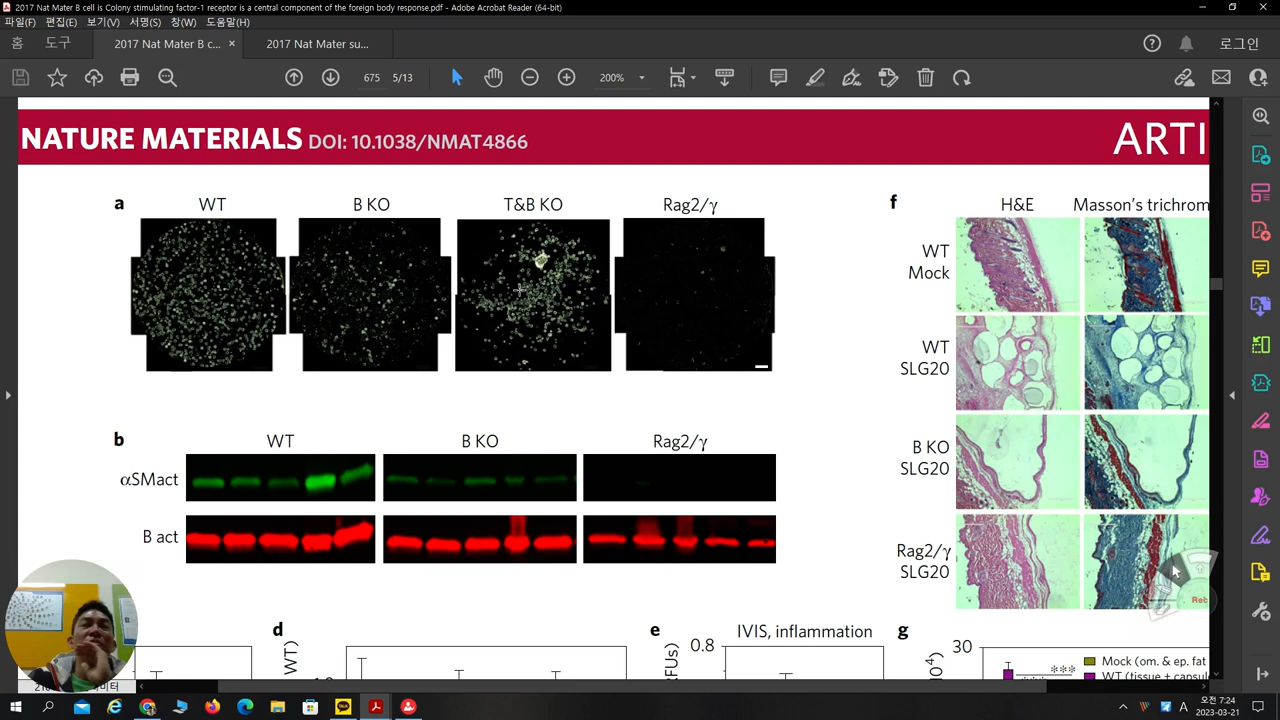 2017 Nat Mater B cell is Colony stimulating factor-1 receptor is a central component of the foreign body response.pdf - Adobe Acrobat Reader (64-bit)
파일(F) 편집(E) 보기(V) 서명(S) 창(W) 도움말(H)
홈 도구 2017 Nat Mater B c... × 2017 Nat Mater su... 로그인
675 5/13 200%
NATURE MATERIALS DOI: 10.1038/NMAT4866 ARTI
a WT B KO T&B KO Rag2/γ
f H&E Masson's trichrom
WT
Mock
WT
SLG20
B KO
SLG20
Rag2/γ
SLG20
b WT B KO Rag2/γ
αSMact
B act
Rec
d WT)
e IVIS, inflammation
0.8
FUs)
g 30
10⁴)
Mock (om. & ep. fat
WT (tissue + capsul
***
***
A 오전 7:24
2023-03-21